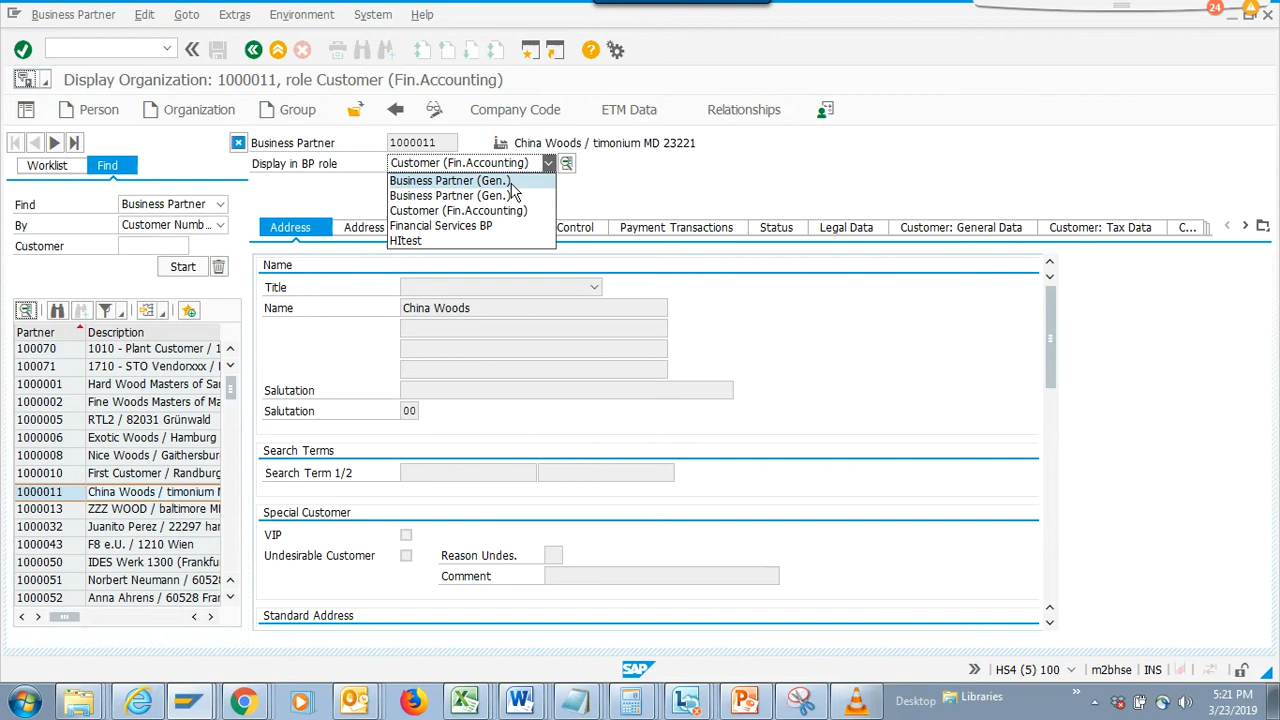 Business Partner Edit Goto Extras Environment System Help
24
Display Organization: 1000011, role Customer (Fin.Accounting)
Person Organization Group Company Code ETM Data Relationships
Business Partner 1000011 China Woods / timonium MD 23221
Worklist Find
Display in BP role Customer (Fin.Accounting)
Business Partner (Gen.)
Business Partner (Gen.)
Customer (Fin.Accounting)
Financial Services BP
HItest
Find Business Partner
By Customer Numb...
Customer
Start
Address Address Control Payment Transactions Status Legal Data Customer: General Data Customer: Tax Data C...
Partner Description
100070 1010 - Plant Customer / 1
100071 1710 - STO Vendorxxx / 
1000001 Hard Wood Masters of Sar
1000002 Fine Woods Masters of Ma
1000005 RTL2 / 82031 Grünwald
1000006 Exotic Woods / Hamburg
1000008 Nice Woods / Gaithersburg
1000010 First Customer / Randburg
1000011 China Woods / timonium M
1000013 ZZZ WOOD / baltimore MD
1000032 Juanito Perez / 22297 ham
1000043 F8 e.U. / 1210 Wien
1000050 IDES Werk 1300 (Frankfu
1000051 Norbert Neumann / 60528
1000052 Anna Ahrens / 60528 Fran
Name
Title
Name China Woods
Salutation
Salutation 00
Search Terms
Search Term 1/2
Special Customer
VIP
Undesirable Customer Reason Undes.
Comment
Standard Address
SAP
HS4 (5) 100 m2bhse INS
Desktop Libraries
5:21 PM
3/23/2019